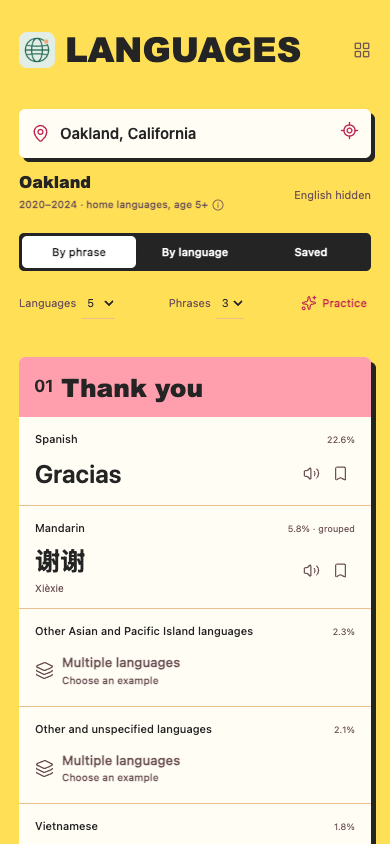 LANGUAGES
Oakland, California
Oakland
2020–2024 · home languages, age 5+
English hidden
By phrase
By language
Saved
Languages 5
Phrases 3
Practice
01 Thank you
Spanish
22.6%
Gracias
Mandarin
5.8% · grouped
谢谢
Xièxie
Other Asian and Pacific Island languages
2.3%
Multiple languages
Choose an example
Other and unspecified languages
2.1%
Multiple languages
Choose an example
Vietnamese
1.8%